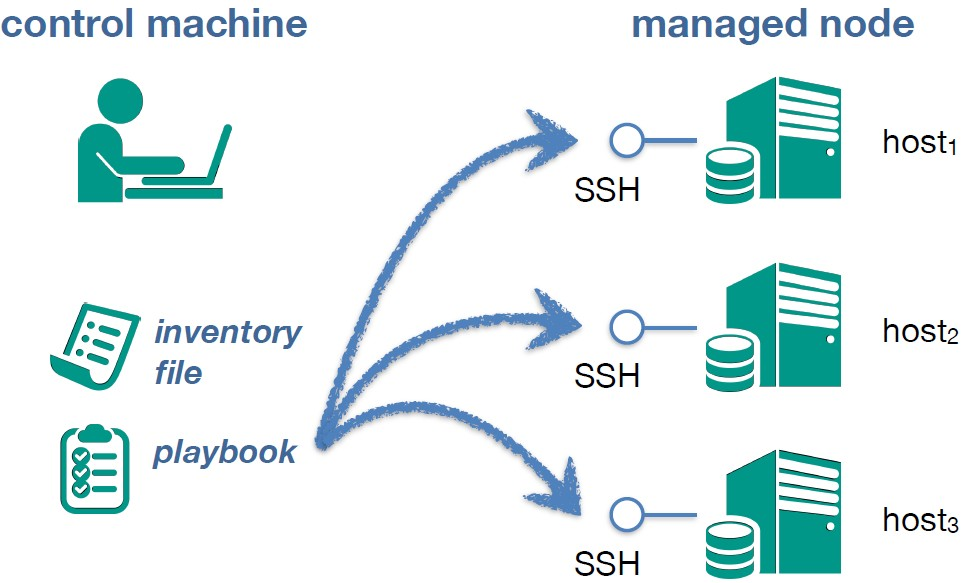 control machine
managed node
host1
SSH
inventory
file
host2
SSH
playbook
host3
SSH